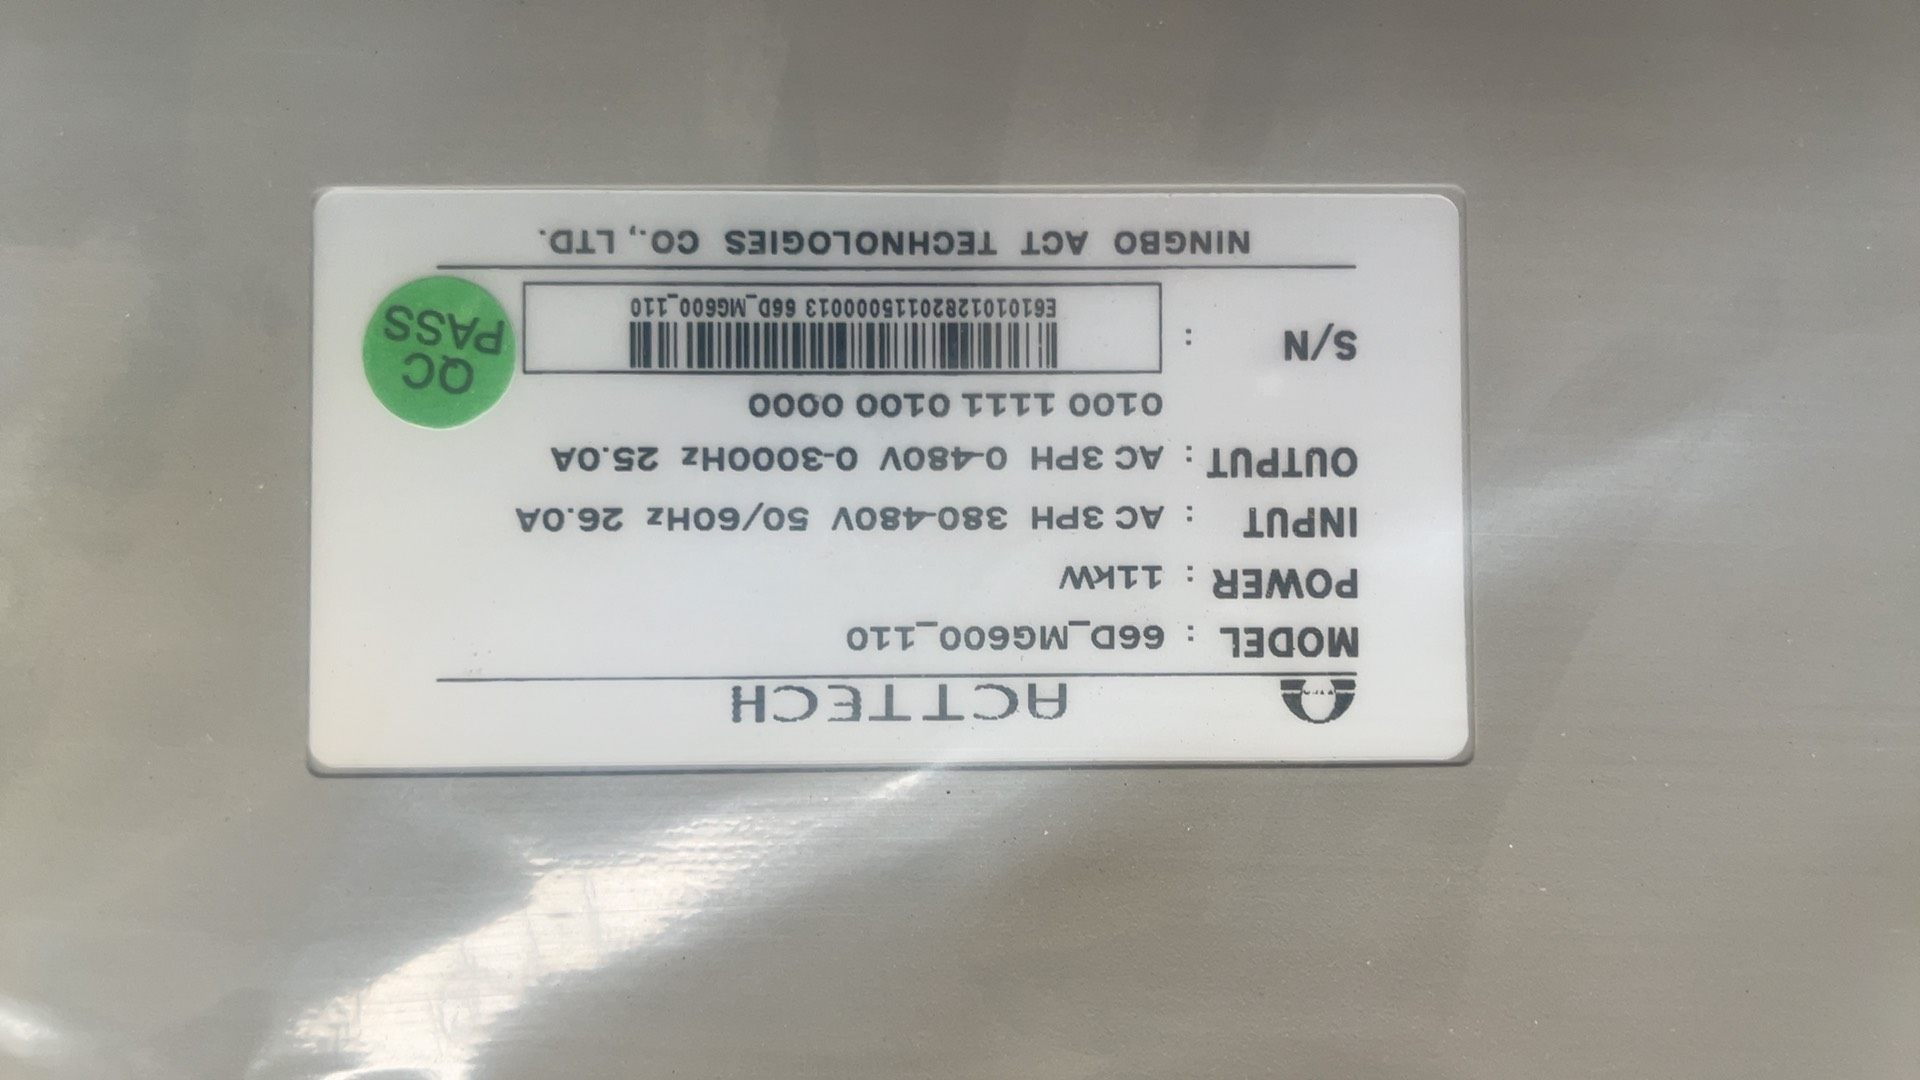 ACTTECH
MODEL : 66D_MG600_110
POWER : 11kW
INPUT : AC 3PH 380-480V 50/60Hz 26.0A
OUTPUT : AC 3PH 0-480V 0-3000Hz 25.0A
0100 1111 0100 0000
S/N :
E6101012820115000013 66D_MG600_110
QC
PASS
NINGBO ACT TECHNOLOGIES CO., LTD.